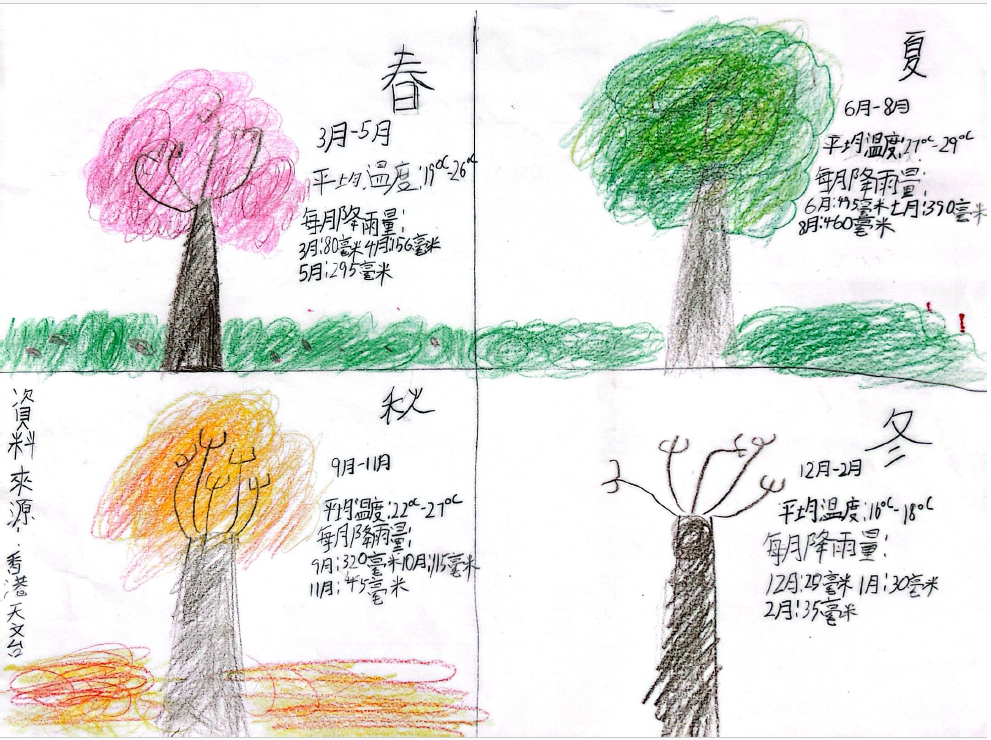 春
3月-5月
平均溫度:19°C-26°C
每月降雨量:
3月:80毫米4月:156毫米
5月:295毫米
夏
6月-8月
平均溫度:27°C-29°C
每月降雨量:
6月:495毫米七月:390毫米
8月:460毫米
秋
9月-11月
平均溫度:22°C-27°C
每月降雨量:
9月:320毫米10月:115毫米
11月:45毫米
冬
12月-2月
平均溫度:16°C-18°C
每月降雨量:
12月:29毫米 1月:30毫米
2月:35毫米
資料來源:香港天文台